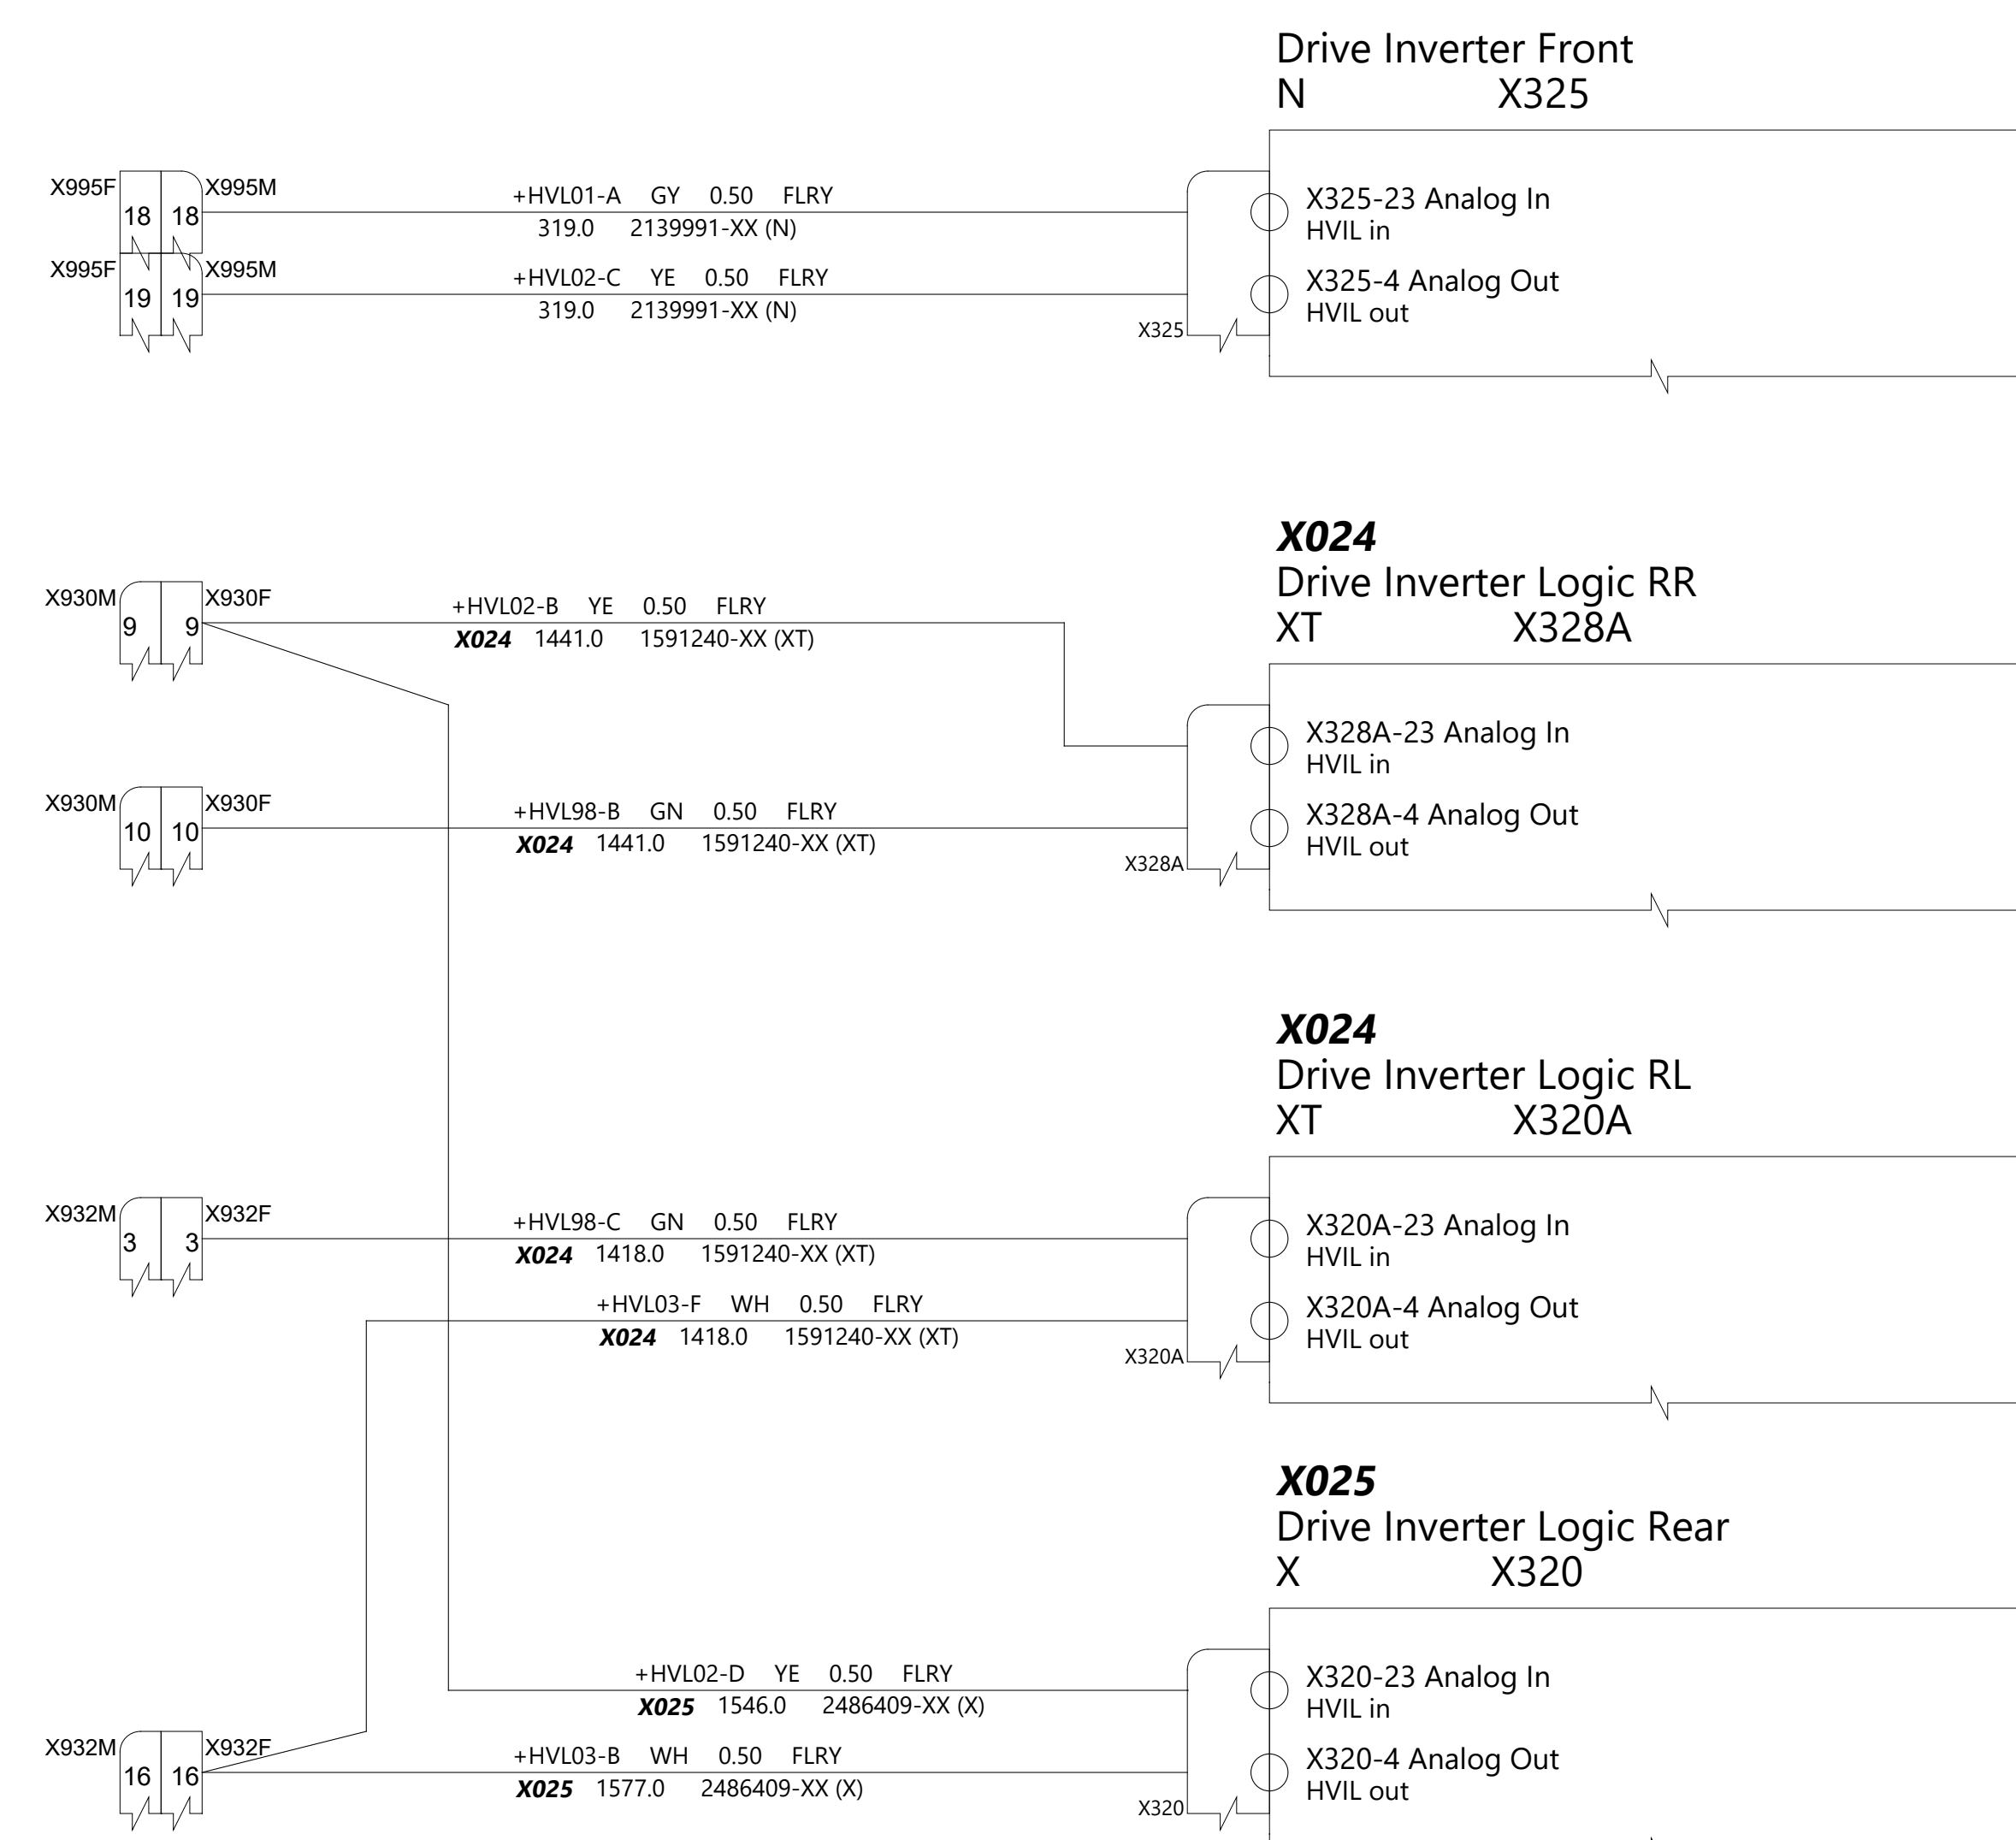 Drive Inverter Front
N X325
X995F X995M
18 18
+HVL01-A GY 0.50 FLRY
319.0 2139991-XX (N)
X325-23 Analog In
HVIL in
X995F X995M
19 19
+HVL02-C YE 0.50 FLRY
319.0 2139991-XX (N)
X325-4 Analog Out
HVIL out
X325
X024
Drive Inverter Logic RR
XT X328A
X930M X930F
9 9
+HVL02-B YE 0.50 FLRY
X024 1441.0 1591240-XX (XT)
X328A-23 Analog In
HVIL in
X930M X930F
10 10
+HVL98-B GN 0.50 FLRY
X024 1441.0 1591240-XX (XT)
X328A-4 Analog Out
HVIL out
X328A
X024
Drive Inverter Logic RL
XT X320A
X932M X932F
3 3
+HVL98-C GN 0.50 FLRY
X024 1418.0 1591240-XX (XT)
X320A-23 Analog In
HVIL in
+HVL03-F WH 0.50 FLRY
X024 1418.0 1591240-XX (XT)
X320A-4 Analog Out
HVIL out
X320A
X025
Drive Inverter Logic Rear
X X320
+HVL02-D YE 0.50 FLRY
X025 1546.0 2486409-XX (X)
X320-23 Analog In
HVIL in
X932M X932F
16 16
+HVL03-B WH 0.50 FLRY
X025 1577.0 2486409-XX (X)
X320-4 Analog Out
HVIL out
X320